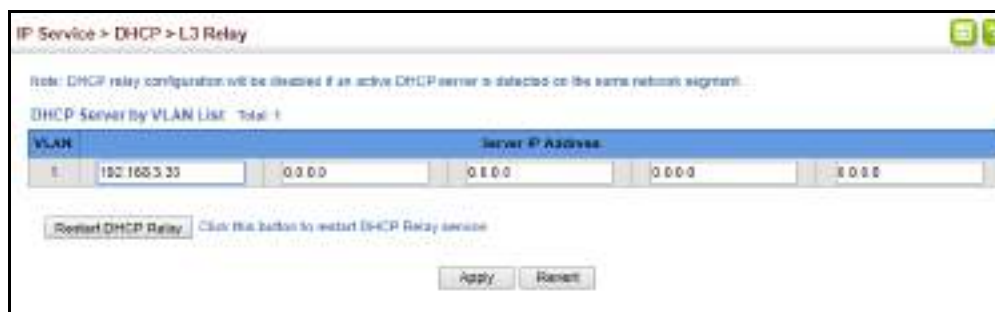 IP Service > DHCP > L3 Relay
Note: DHCP relay configuration will be disabled if an active DHCP server is detected on the same network segment.
DHCP Server by VLAN List Total: 1
VLAN Server IP Address
1 192.168.3.33 0.0.0.0 0.0.0.0 0.0.0.0 0.0.0.0
Restart DHCP Relay Click this button to restart DHCP Relay service.
Apply Revert